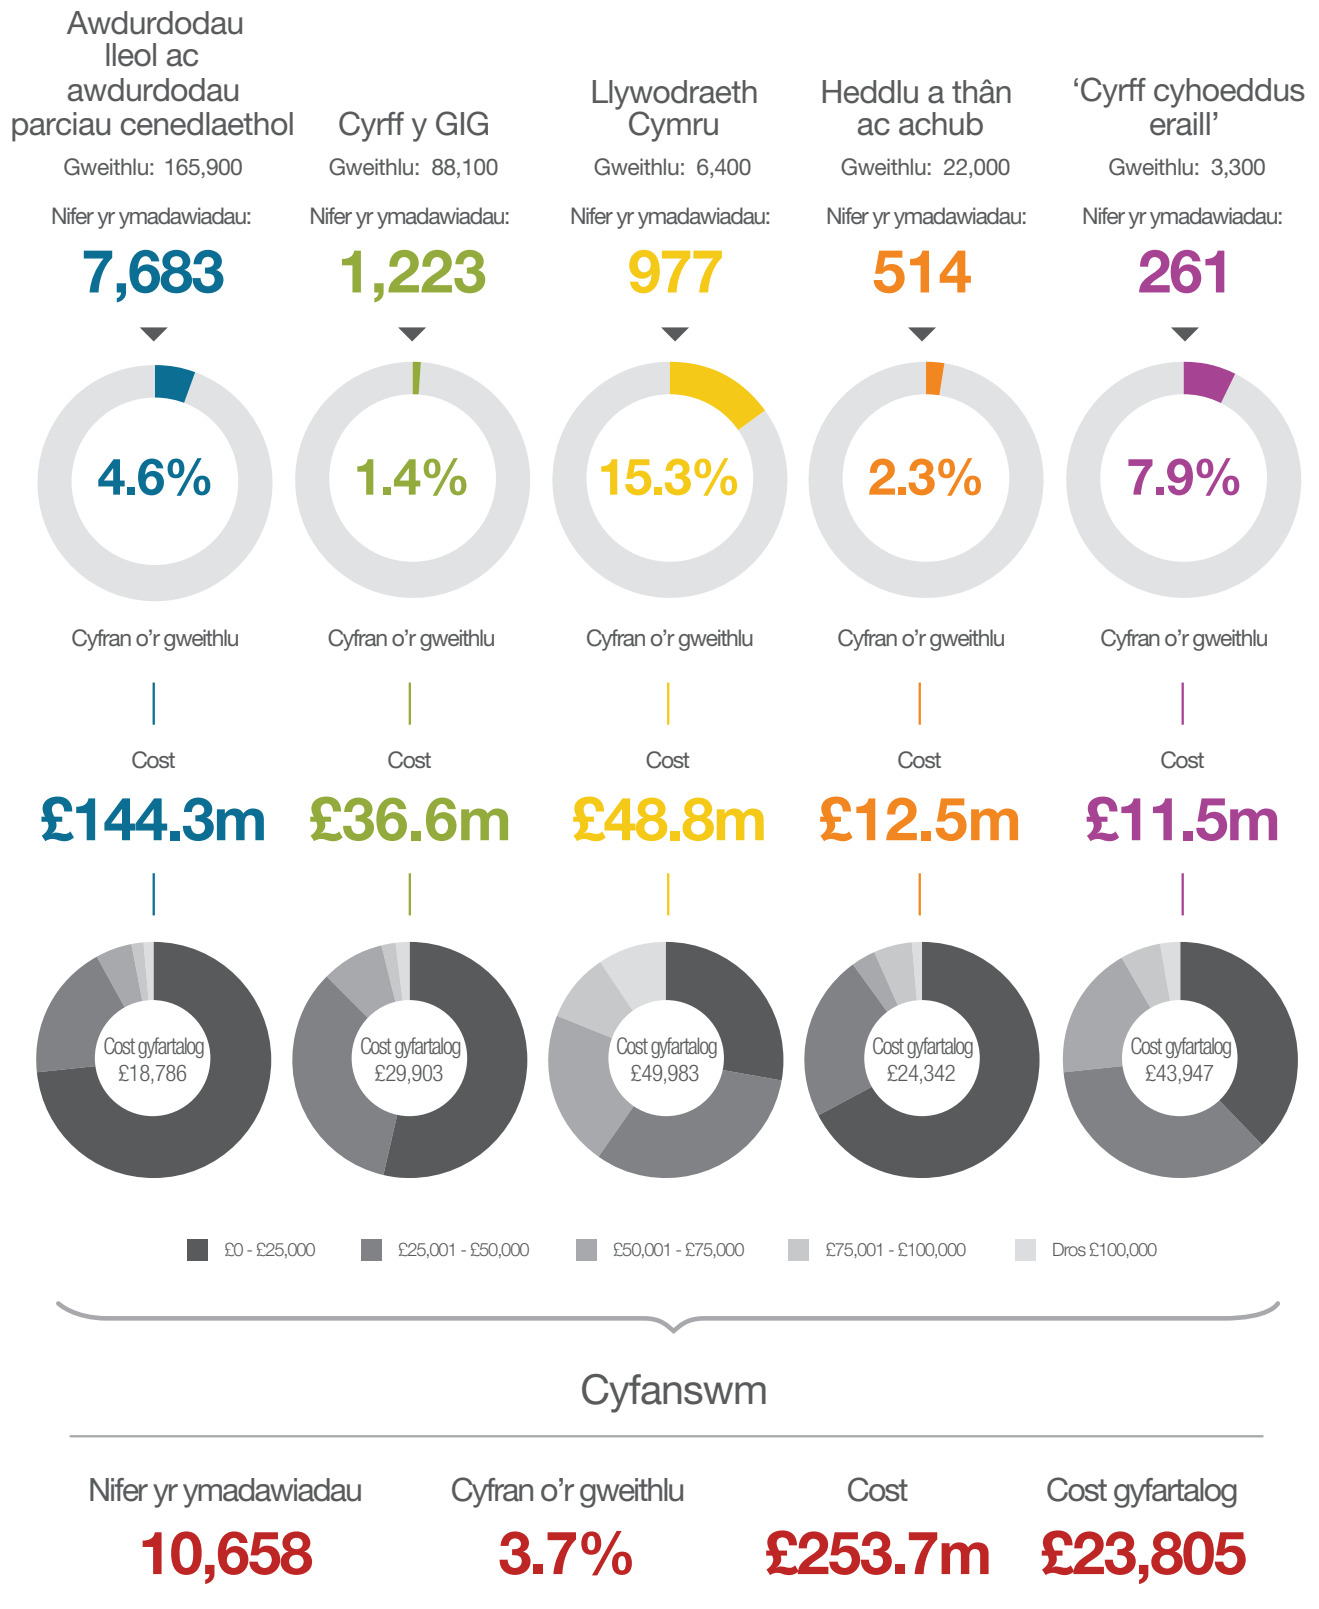 Awdurdodau
lleol ac
awdurdodau
parciau cenedlaethol
Gweithlu: 165,900
Nifer yr ymadawiadau:
7,683
4.6%
Cyfran o'r gweithlu
Cost
£144.3m
Cost gyfartalog
£18,786
Cyrff y GIG
Gweithlu: 88,100
Nifer yr ymadawiadau:
1,223
1.4%
Cyfran o'r gweithlu
Cost
£36.6m
Cost gyfartalog
£29,903
Llywodraeth
Cymru
Gweithlu: 6,400
Nifer yr ymadawiadau:
977
15.3%
Cyfran o'r gweithlu
Cost
£48.8m
Cost gyfartalog
£49,983
Heddlu a thân
ac achub
Gweithlu: 22,000
Nifer yr ymadawiadau:
514
2.3%
Cyfran o'r gweithlu
Cost
£12.5m
Cost gyfartalog
£24,342
‘Cyrff cyhoeddus
eraill’
Gweithlu: 3,300
Nifer yr ymadawiadau:
261
7.9%
Cyfran o'r gweithlu
Cost
£11.5m
Cost gyfartalog
£43,947
£0 - £25,000
£25,001 - £50,000
£50,001 - £75,000
£75,001 - £100,000
Dros £100,000
Cyfanswm
Nifer yr ymadawiadau
10,658
Cyfran o'r gweithlu
3.7%
Cost
£253.7m
Cost gyfartalog
£23,805